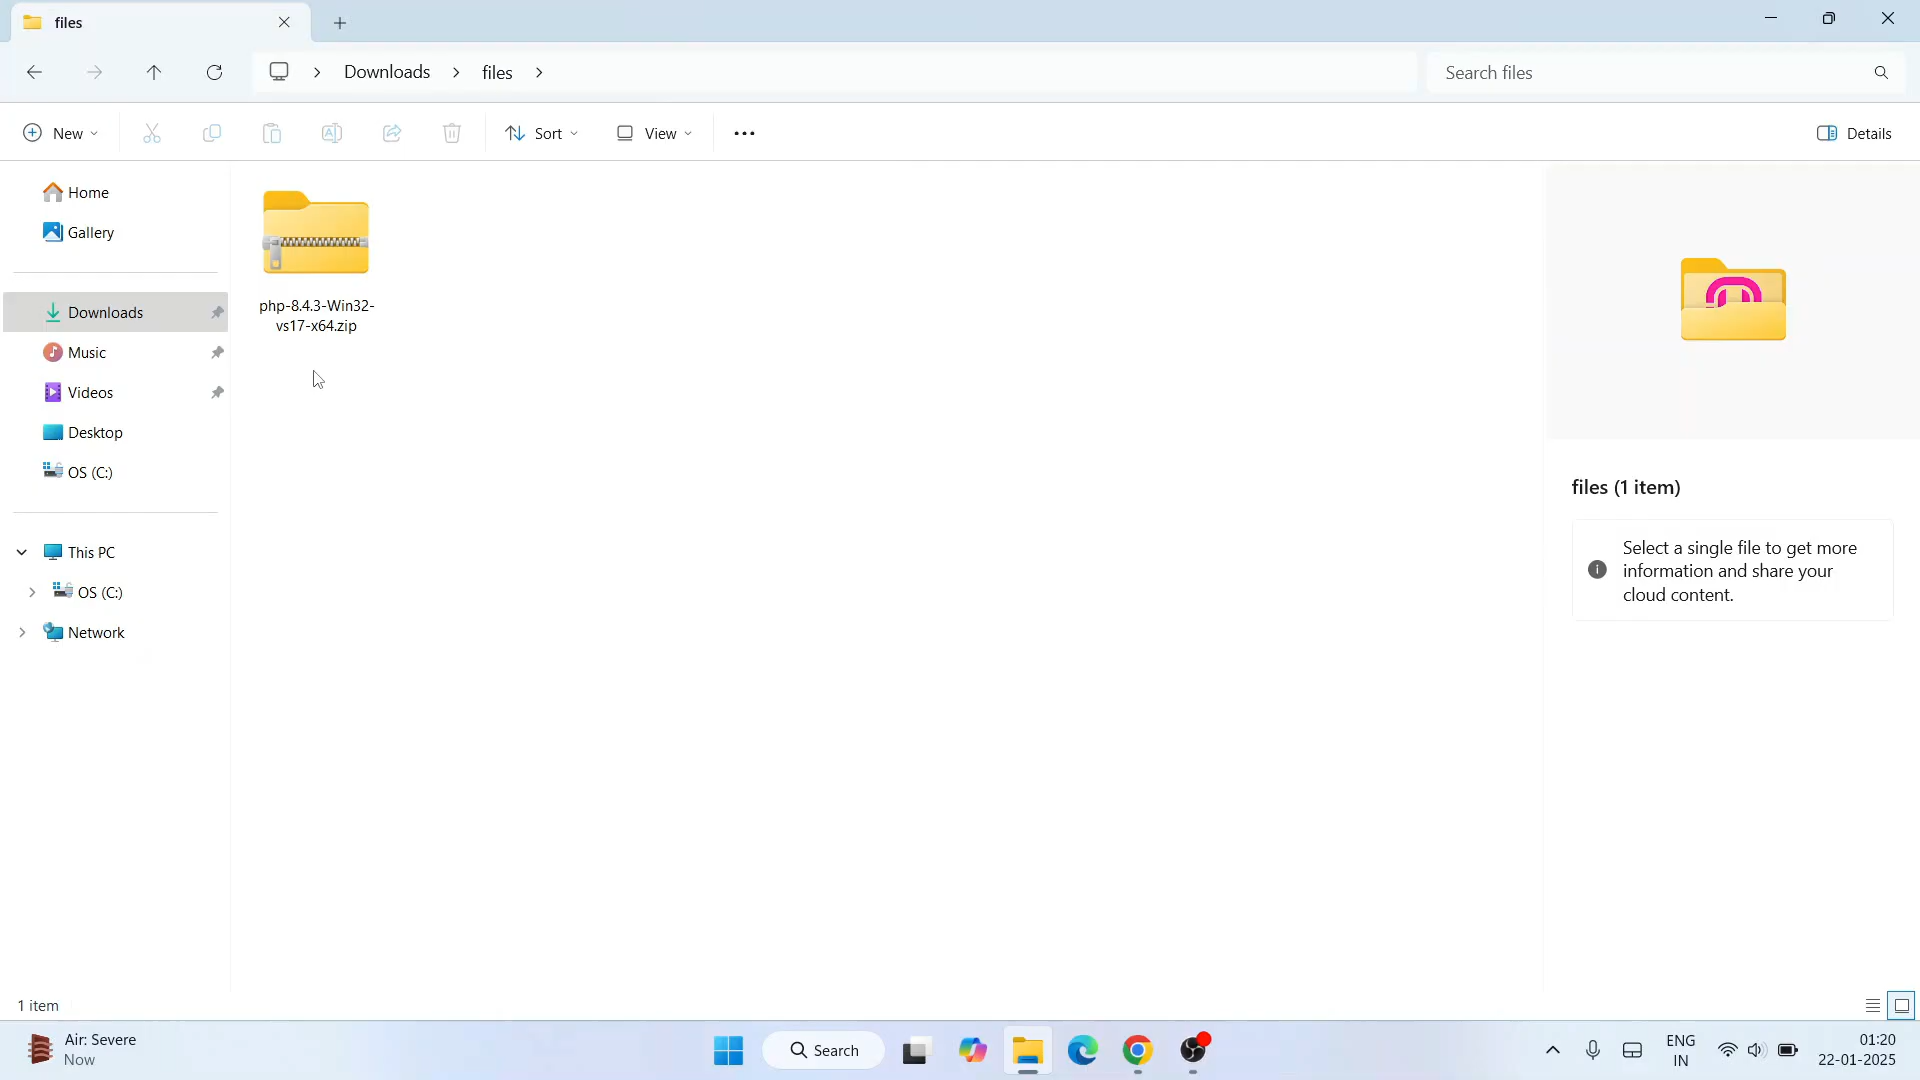 files
Downloads
files
Search files
New
Sort
View
Details
Home
Gallery
Downloads
Music
Videos
Desktop
OS (C:)
This PC
OS (C:)
Network
php-8.4.3-Win32-
vs17-x64.zip
files (1 item)
Select a single file to get more
information and share your
cloud content.
1 item
Air: Severe
Now
Search
ENG
IN
01:20
22-01-2025